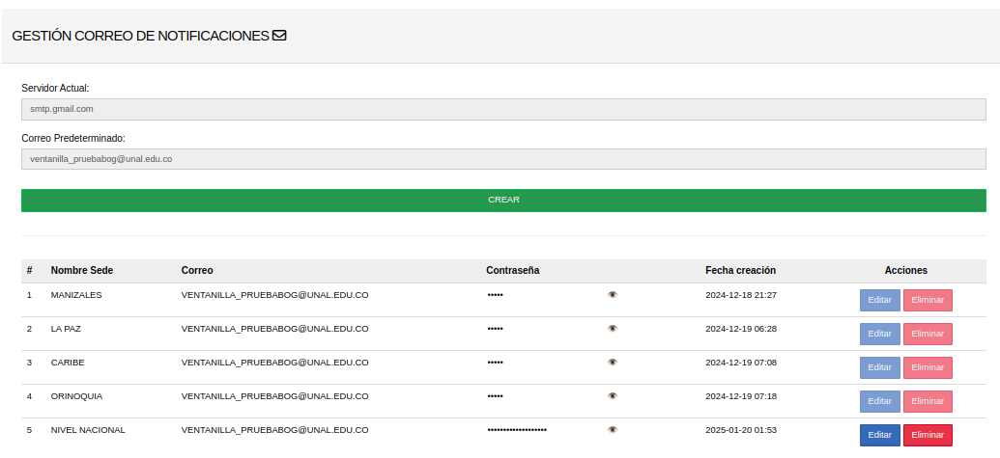 GESTIÓN CORREO DE NOTIFICACIONES
Servidor Actual:
smtp.gmail.com
Correo Predeterminado:
ventanilla_pruebabog@unal.edu.co
CREAR
# Nombre Sede Correo Contraseña Fecha creación Acciones
1 MANIZALES VENTANILLA_PRUEBABOG@UNAL.EDU.CO ••••• 2024-12-18 21:27 Editar Eliminar
2 LA PAZ VENTANILLA_PRUEBABOG@UNAL.EDU.CO ••••• 2024-12-19 06:28 Editar Eliminar
3 CARIBE VENTANILLA_PRUEBABOG@UNAL.EDU.CO ••••• 2024-12-19 07:08 Editar Eliminar
4 ORINOQUIA VENTANILLA_PRUEBABOG@UNAL.EDU.CO ••••• 2024-12-19 07:18 Editar Eliminar
5 NIVEL NACIONAL VENTANILLA_PRUEBABOG@UNAL.EDU.CO ••••••••••••••••••• 2025-01-20 01:53 Editar Eliminar